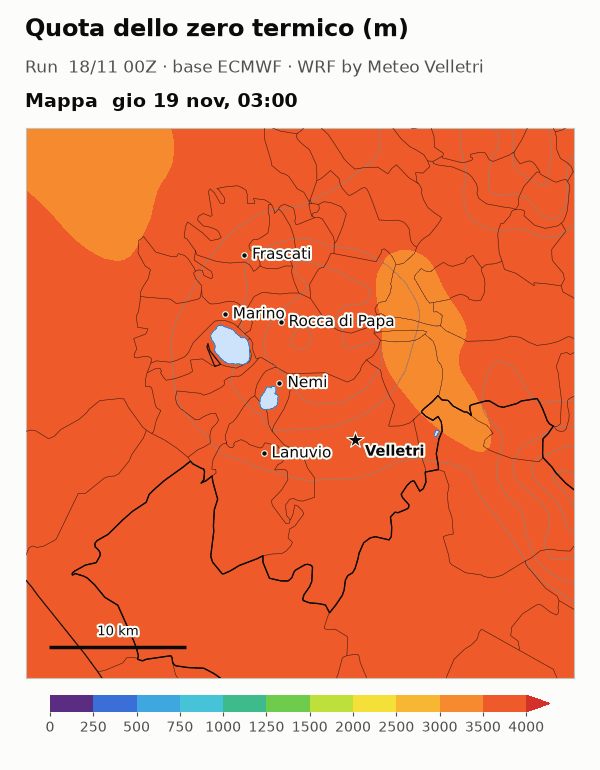 Quota dello zero termico (m)
Run  18/11 00Z · base ECMWF · WRF by Meteo Velletri
Mappa  gio 19 nov, 03:00
Frascati
Marino
Rocca di Papa
Nemi
Velletri
Lanuvio
10 km
0 250 500 750 1000 1250 1500 2000 2500 3000 3500 4000